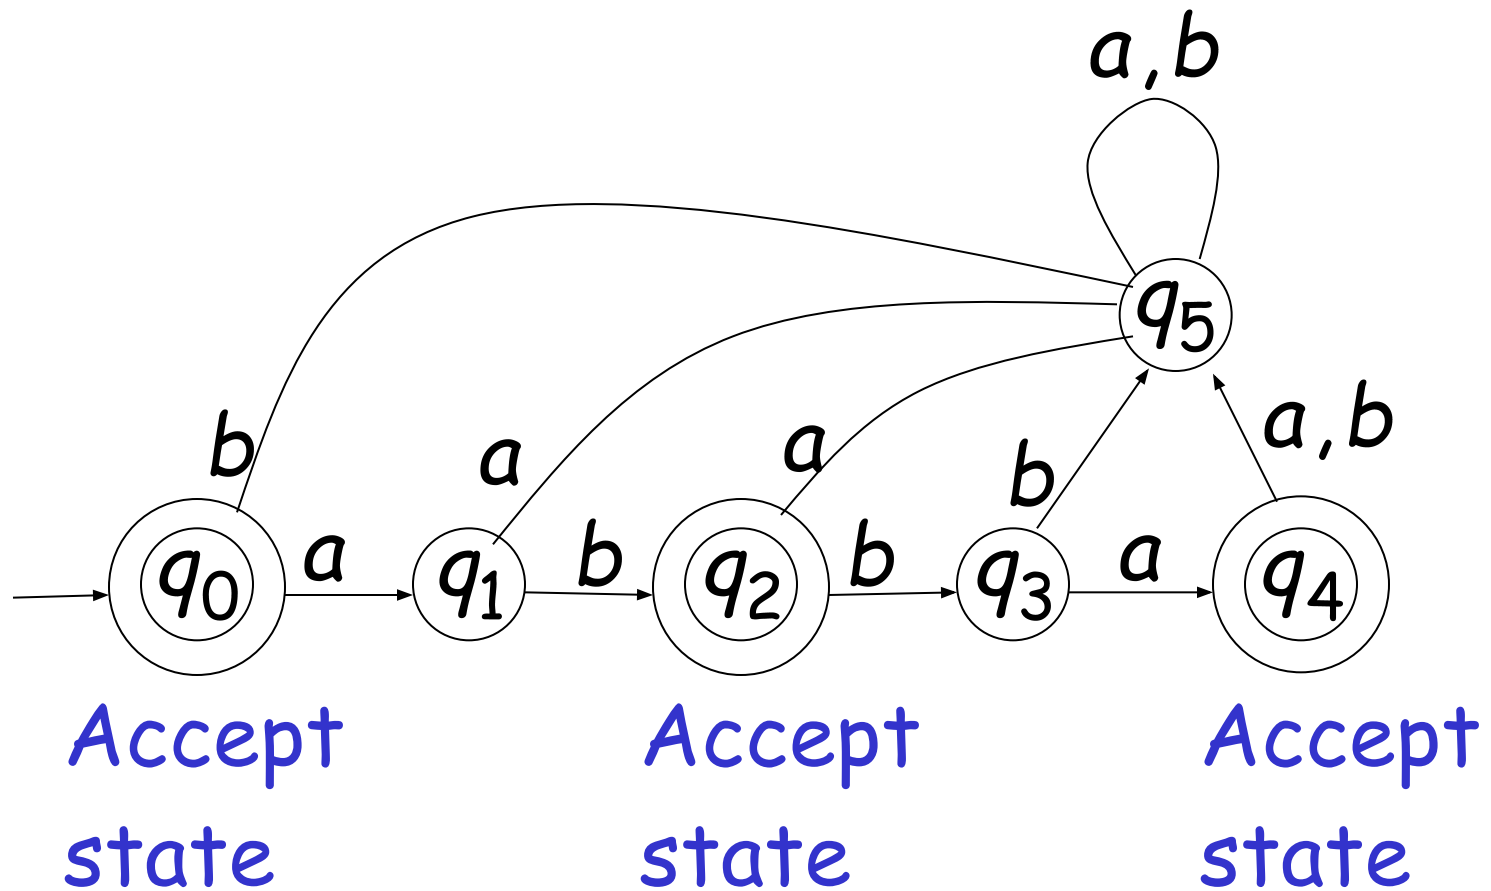 a,b
q5
b
a
a
b
a,b
q0
a
q1
b
q2
b
q3
a
q4
Accept state
Accept state
Accept state